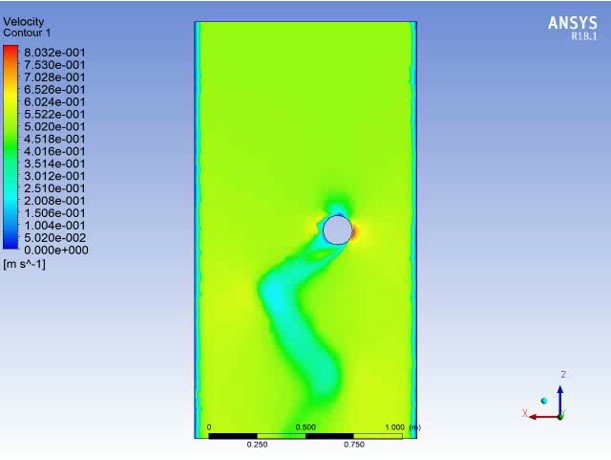 Velocity
Contour 1
8.032e-001
7.530e-001
7.028e-001
6.526e-001
6.024e-001
5.522e-001
5.020e-001
4.518e-001
4.016e-001
3.514e-001
3.012e-001
2.510e-001
2.008e-001
1.506e-001
1.004e-001
5.020e-002
0.000e+000
[m s^-1]
ANSYS
R18.1
0 0.500 1.000 (m)
0.250 0.750
Z
X
Y